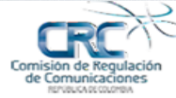 CRC
Comisión de Regulación
de Comunicaciones
REPÚBLICA DE COLOMBIA